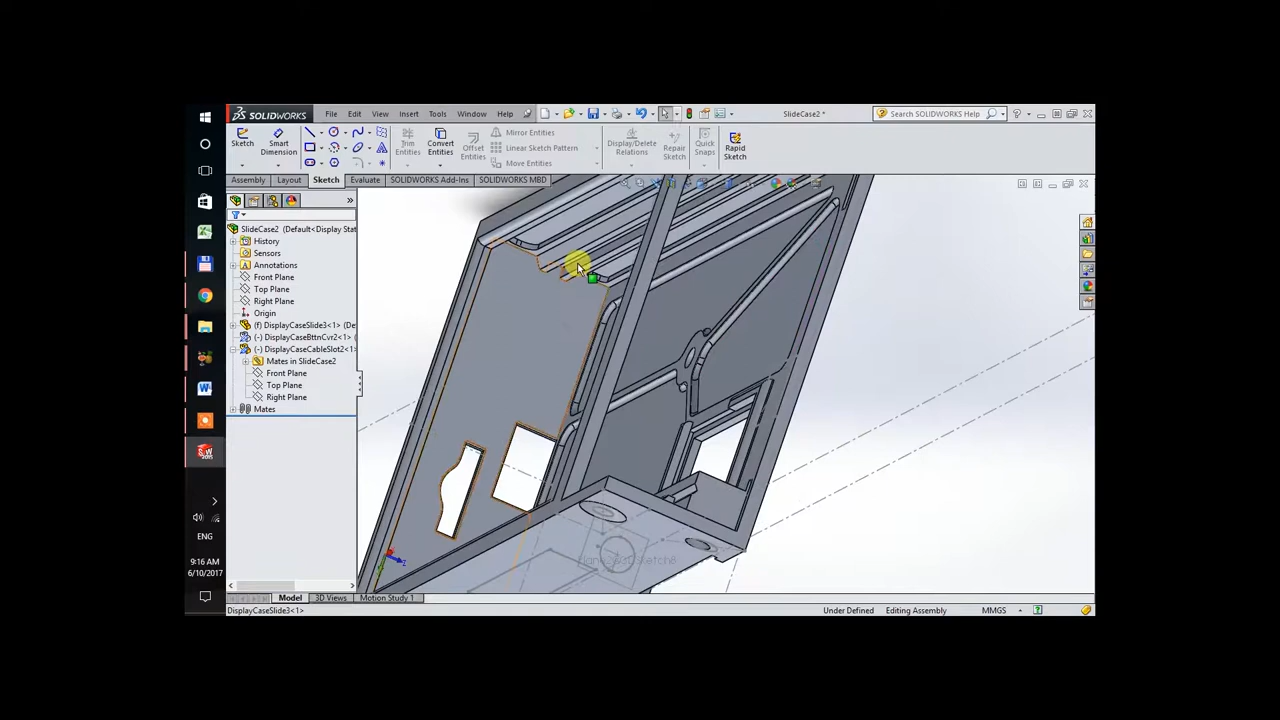 SOLIDWORKS File Edit View Insert Tools Window Help SlideCase2 * Search SOLIDWORKS Help
Sketch Smart Dimension Trim Entities Convert Entities Offset Entities Mirror Entities Linear Sketch Pattern Move Entities Display/Delete Relations Repair Sketch Quick Snaps Rapid Sketch
Assembly Layout Sketch Evaluate SOLIDWORKS Add-Ins SOLIDWORKS MBD
SlideCase2 (Default<Display Stat
History
Sensors
Annotations
Front Plane
Top Plane
Right Plane
Origin
(f) DisplayCaseSlide3<1> (De
(-) DisplayCaseBttnCvr2<1> (
(-) DisplayCaseCableSlot2<1>
Mates in SlideCase2
Front Plane
Top Plane
Right Plane
Mates
ENG
9:16 AM
6/10/2017
Model 3D Views Motion Study 1
DisplayCaseSlide3<1> Under Defined Editing Assembly MMGS